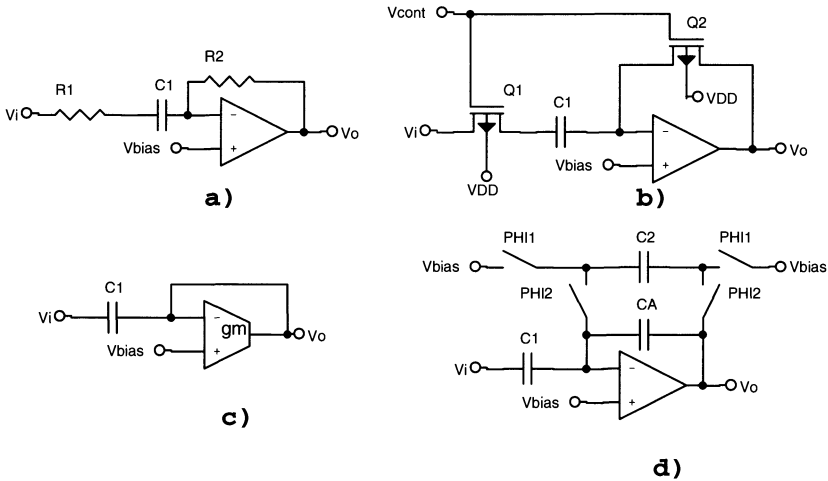 R1
C1
R2
Vi
-
+
Vbias
Vo
a)
Vcont
Q2
Q1
C1
VDD
Vi
-
+
Vbias
Vo
VDD
b)
C1
Vi
-
gm
+
Vbias
Vo
c)
PHI1
C2
PHI1
Vbias
Vbias
PHI2
PHI2
CA
C1
Vi
-
+
Vbias
Vo
d)